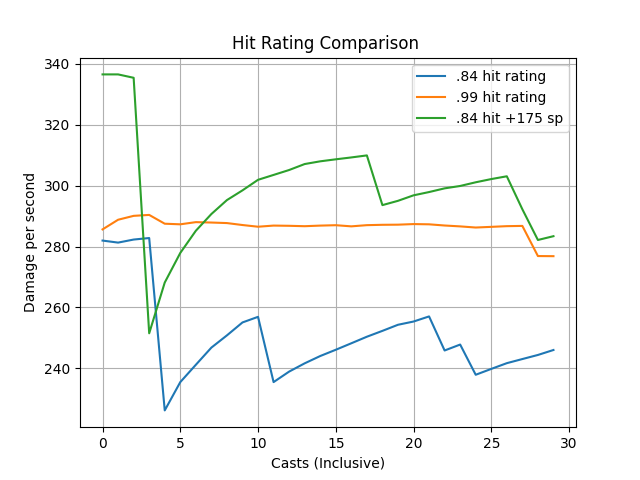 Hit Rating Comparison
.84 hit rating
.99 hit rating
.84 hit +175 sp
340
320
300
280
260
240
Damage per second
0 5 10 15 20 25 30
Casts (Inclusive)